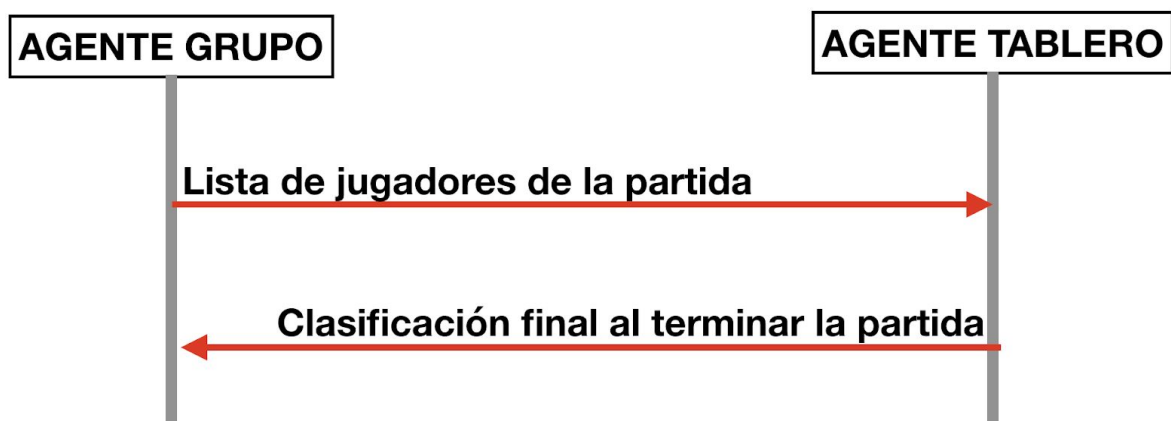 AGENTE GRUPO
AGENTE TABLERO
Lista de jugadores de la partida
Clasificación final al terminar la partida